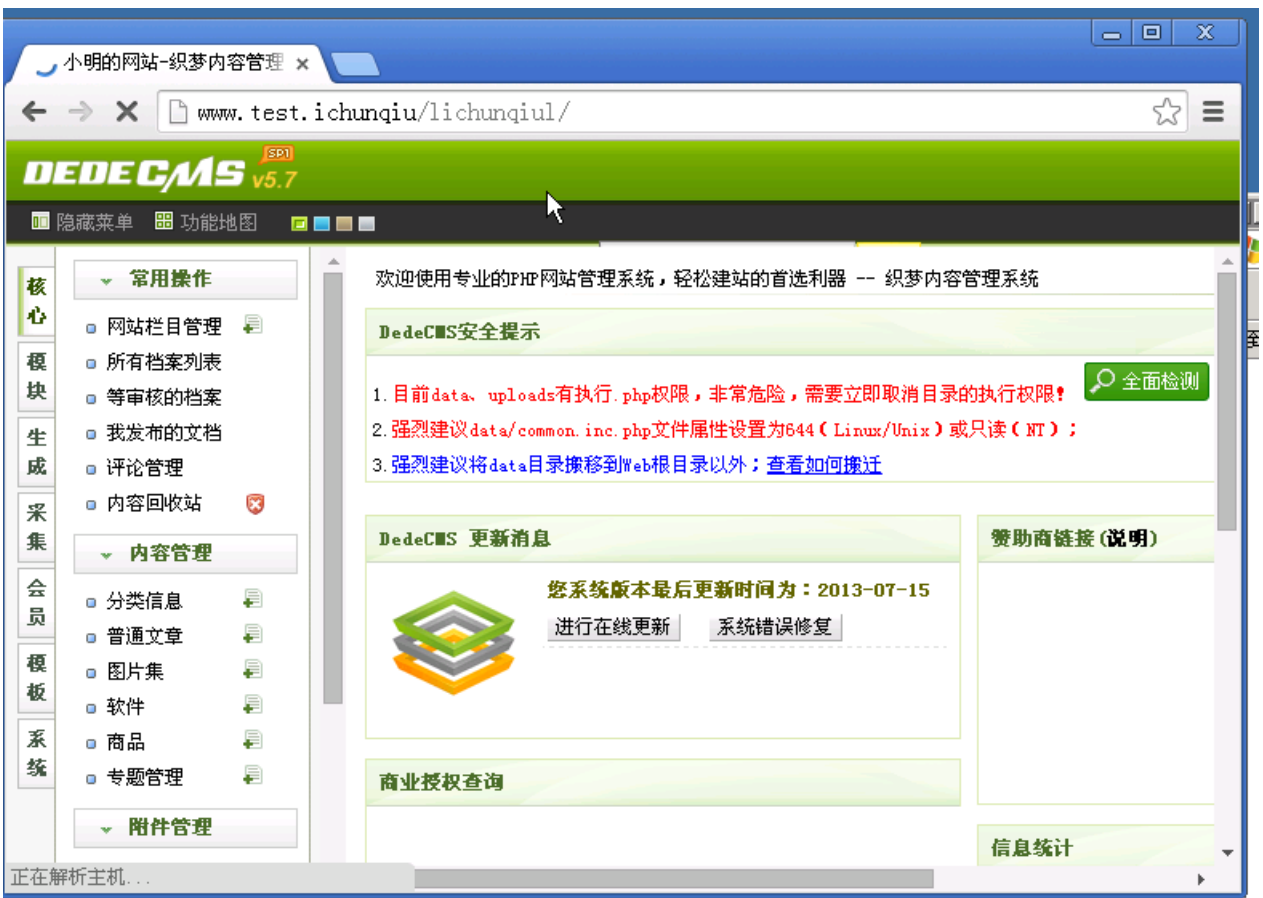 小明的网站-织梦内容管理
www.test.ichunqiu/lichunqiul/
DEDECMS v5.7 SP1
隐藏菜单 功能地图
核心
模块
生成
采集
会员
模板
系统
常用操作
网站栏目管理
所有档案列表
等审核的档案
我发布的文档
评论管理
内容回收站
内容管理
分类信息
普通文章
图片集
软件
商品
专题管理
附件管理
欢迎使用专业的PHP网站管理系统，轻松建站的首选利器 -- 织梦内容管理系统
DedeCMS安全提示
全面检测
1.目前data、uploads有执行.php权限，非常危险，需要立即取消目录的执行权限！
2.强烈建议data/common.inc.php文件属性设置为644（Linux/Unix）或只读（NT）；
3.强烈建议将data目录搬移到Web根目录以外；查看如何搬迁
DedeCMS 更新消息
您系统版本最后更新时间为：2013-07-15
进行在线更新 系统错误修复
赞助商链接(说明)
商业授权查询
信息统计
正在解析主机...